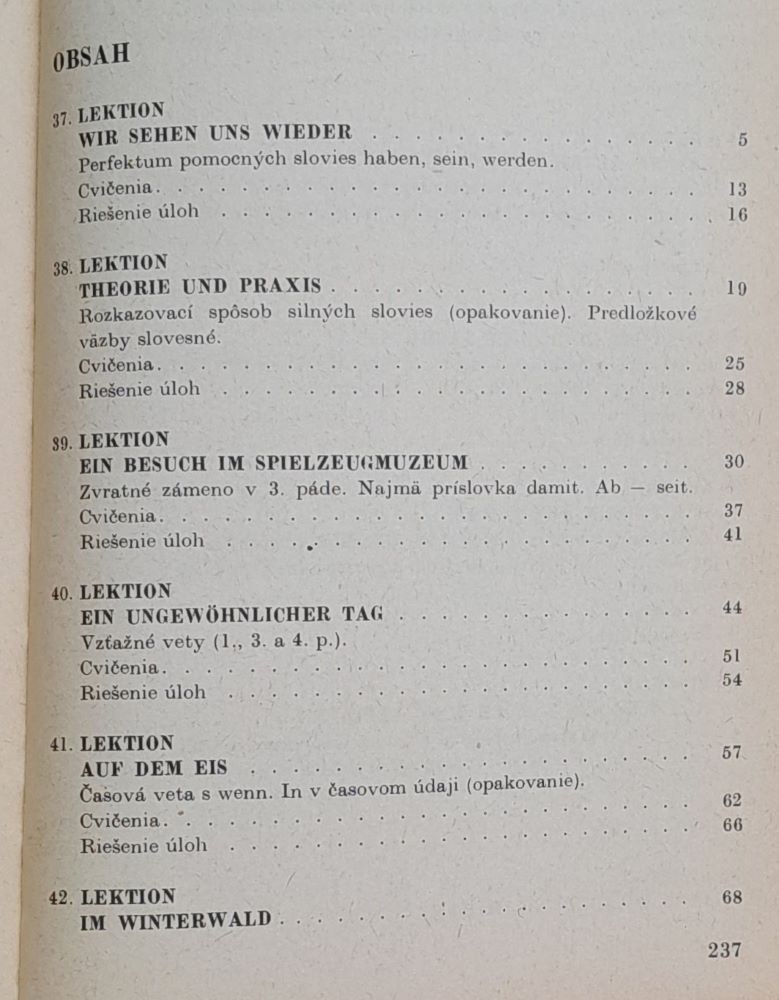 OBSAH
37. LEKTION
WIR SEHEN UNS WIEDER . . . . . . . . . . . . . 5
Perfektum pomocných slovies haben, sein, werden.
Cvičenia. . . . . . . . . . . . . . . . . . . . . . 13
Riešenie úloh . . . . . . . . . . . . . . . . . . . 16
38. LEKTION
THEORIE UND PRAXIS . . . . . . . . . . . . . . 19
Rozkazovací spôsob silných slovies (opakovanie). Predložkové
väzby slovesné.
Cvičenia. . . . . . . . . . . . . . . . . . . . . . 25
Riešenie úloh . . . . . . . . . . . . . . . . . . . 28
39. LEKTION
EIN BESUCH IM SPIELZEUGMUZEUM . . . . . . . . . 30
Zvratné zámeno v 3. páde. Najmä príslovka damit. Ab — seit.
Cvičenia. . . . . . . . . . . . . . . . . . . . . . 37
Riešenie úloh . . . . . . . . . . . . . . . . . . . 41
40. LEKTION
EIN UNGEWÖHNLICHER TAG . . . . . . . . . . . . 44
Vzťažné vety (1., 3. a 4. p.).
Cvičenia. . . . . . . . . . . . . . . . . . . . . . 51
Riešenie úloh . . . . . . . . . . . . . . . . . . . 54
41. LEKTION
AUF DEM EIS . . . . . . . . . . . . . . . . . . 57
Časová veta s wenn. In v časovom údaji (opakovanie).
Cvičenia. . . . . . . . . . . . . . . . . . . . . . 62
Riešenie úloh . . . . . . . . . . . . . . . . . . . 66
42. LEKTION
IM WINTERWALD . . . . . . . . . . . . . . . . . 68
237